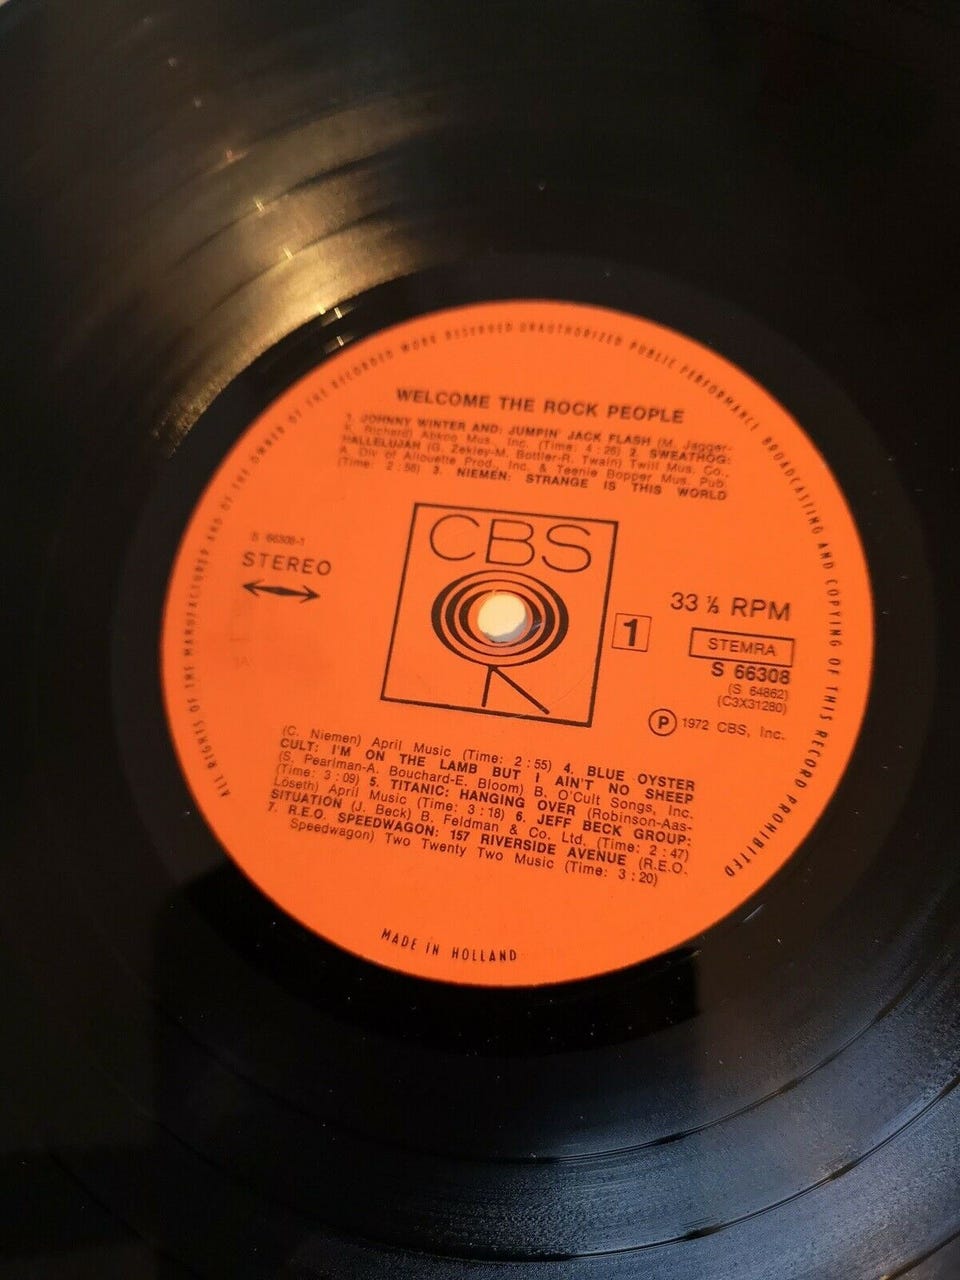 ALL RIGHTS OF THE MANUFACTURER AND OF THE OWNER OF THE RECORDED WORK RESERVED-UNAUTHORIZED PUBLIC PERFORMANCE BROADCASTING AND COPYING OF THIS RECORD PROHIBITED
WELCOME THE ROCK PEOPLE
1. JOHNNY WINTER AND: JUMPIN' JACK FLASH (M. Jagger-
K. Richard) Abkco Mus., Inc. (Time: 4:26) 2. SWEATHOG:
HALLELUJAH (G. Zekley-M. Bottler-R. Twain) Twill Mus. Co.,
A Div of Allouette Prod., Inc. & Teenie Bopper Mus. Pub.
(Time: 2:56) 3. NIEMEN: STRANGE IS THIS WORLD
CBS
S 66308-1
STEREO
33 ⅓ RPM
1
STEMRA
S 66308
(S 64862)
(C3X31280)
Ⓟ 1972 CBS, Inc.
(C. Niemen) April Music (Time: 2:55) 4. BLUE OYSTER
CULT: I'M ON THE LAMB BUT I AIN'T NO SHEEP
(S. Pearlman-A. Bouchard-E. Bloom) B. O'Cult Songs, Inc.
(Time: 3:09) 5. TITANIC: HANGING OVER (Robinson-Aas-
Löseth) April Music (Time: 3:18) 6. JEFF BECK GROUP:
SITUATION (J. Beck) B. Feldman & Co. Ltd. (Time: 2:47)
7. R.E.O. SPEEDWAGON: 157 RIVERSIDE AVENUE (R.E.O.
Speedwagon) Two Twenty Two Music (Time: 3:20)
MADE IN HOLLAND